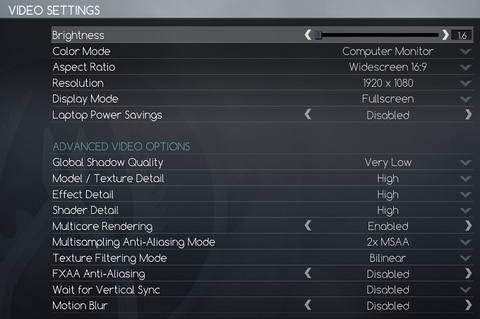 VIDEO SETTINGS
Brightness 1.6
Color Mode Computer Monitor
Aspect Ratio Widescreen 16:9
Resolution 1920 x 1080
Display Mode Fullscreen
Laptop Power Savings Disabled
ADVANCED VIDEO OPTIONS
Global Shadow Quality Very Low
Model / Texture Detail High
Effect Detail High
Shader Detail High
Multicore Rendering Enabled
Multisampling Anti-Aliasing Mode 2x MSAA
Texture Filtering Mode Bilinear
FXAA Anti-Aliasing Disabled
Wait for Vertical Sync Disabled
Motion Blur Disabled